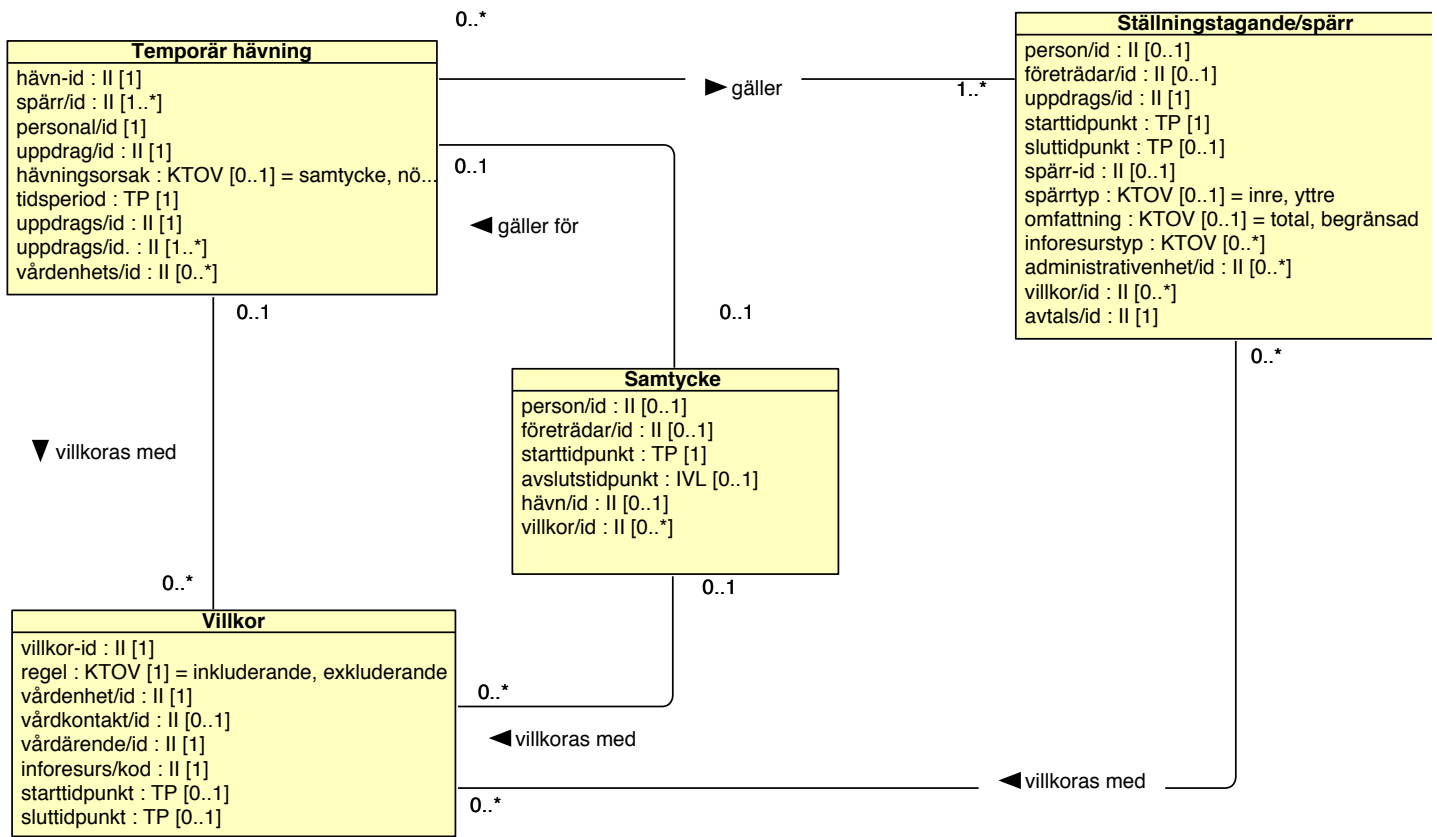 0..*
Temporär hävning
hävn-id : II [1]
spärr/id : II [1..*]
personal/id [1]
uppdrag/id : II [1]
hävningsorsak : KTOV [0..1] = samtycke, nö...
tidsperiod : TP [1]
uppdrags/id : II [1]
uppdrags/id. : II [1..*]
vårdenhets/id : II [0..*]
gäller
1..*
Ställningstagande/spärr
person/id : II [0..1]
företrädar/id : II [0..1]
uppdrags/id : II [1]
starttidpunkt : TP [1]
sluttidpunkt : TP [0..1]
spärr-id : II [0..1]
spärrtyp : KTOV [0..1] = inre, yttre
omfattning : KTOV [0..1] = total, begränsad
inforesurstyp : KTOV [0..*]
administrativenhet/id : II [0..*]
villkor/id : II [0..*]
avtals/id : II [1]
0..1
gäller för
0..1
0..1
0..*
Samtycke
person/id : II [0..1]
företrädar/id : II [0..1]
starttidpunkt : TP [1]
avslutstidpunkt : IVL [0..1]
hävn/id : II [0..1]
villkor/id : II [0..*]
villkoras med
0..*
0..1
Villkor
villkor-id : II [1]
regel : KTOV [1] = inkluderande, exkluderande
vårdenhet/id : II [1]
vårdkontakt/id : II [0..1]
vårdärende/id : II [1]
inforesurs/kod : II [1]
starttidpunkt : TP [0..1]
sluttidpunkt : TP [0..1]
0..*
villkoras med
villkoras med
0..*